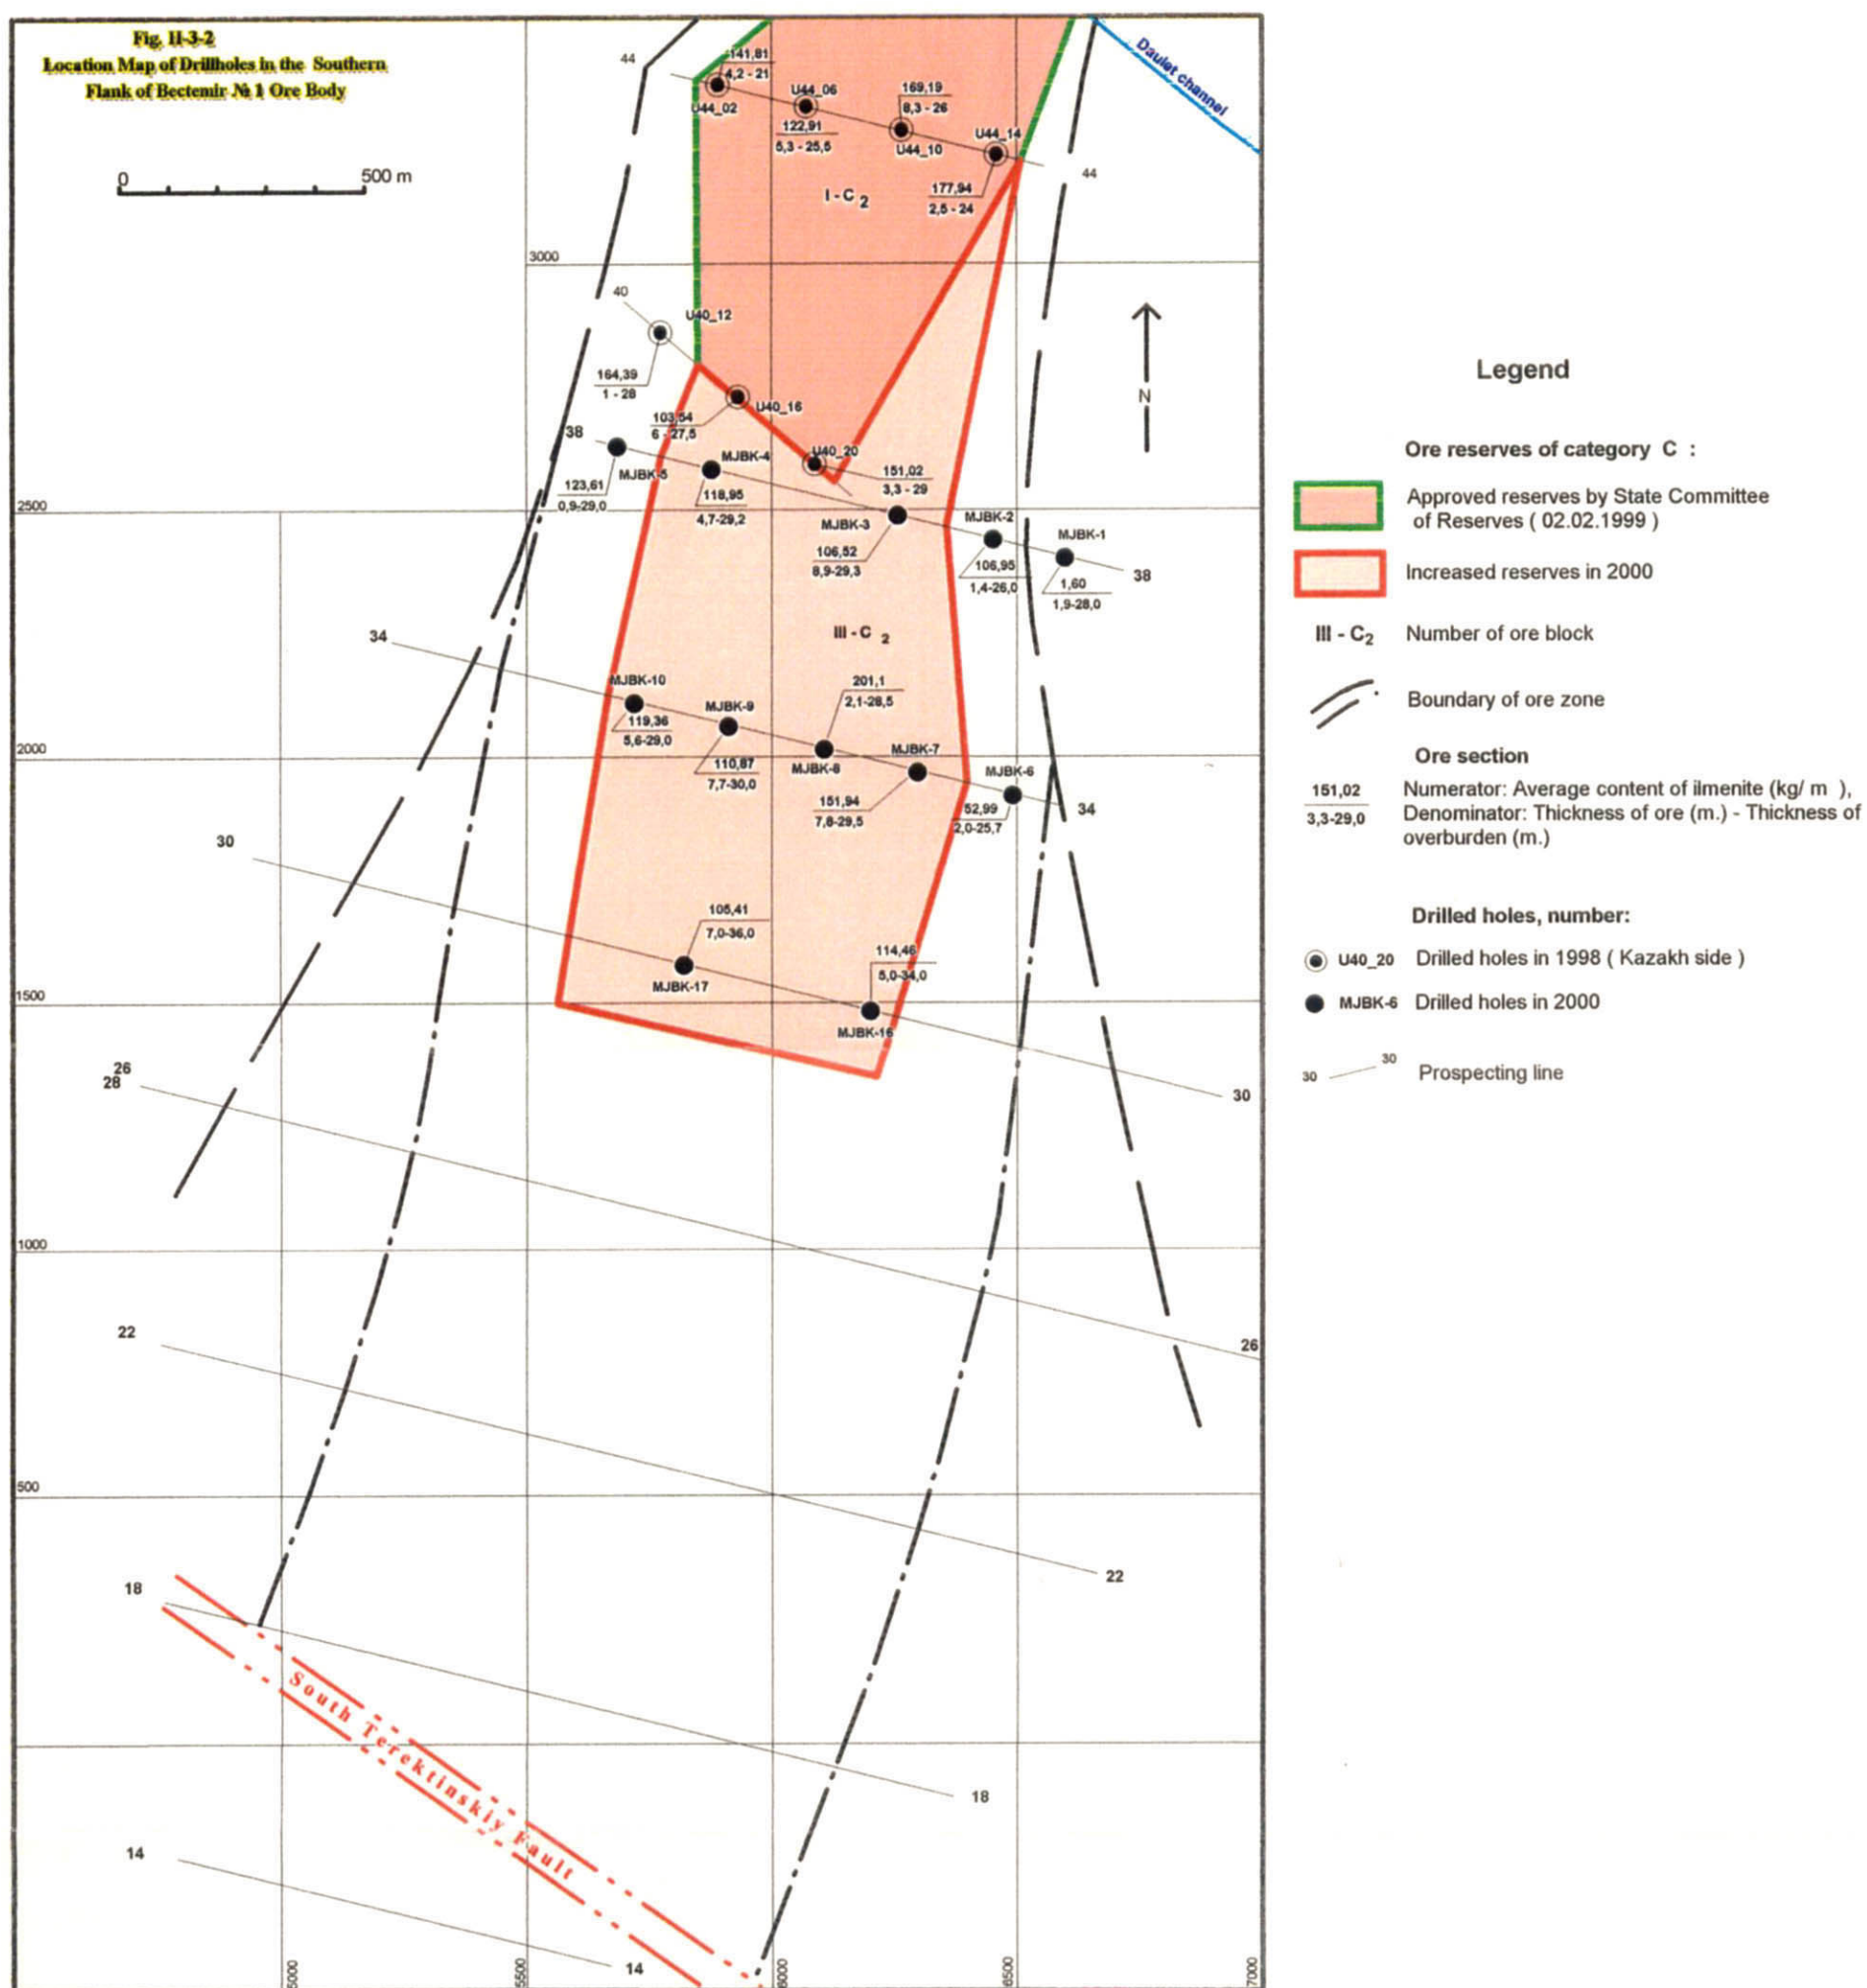 Fig. II-3-2
Location Map of Drillholes in the Southern
Flank of Bectemir № 1 Ore Body
0 500 m
44
141,81
4,2 - 21
U44_02
U44_06
122,91
5,3 - 25,5
169,19
8,3 - 26
U44_10
U44_14
177,94
2,5 - 24
44
Daulet channel
I - C 2
3000
40
U40_12
164,39
1 - 28
U40_16
103,54
6 - 27,5
U40_20
151,02
3,3 - 29
38
MJBK-5
123,61
0,9-29,0
MJBK-4
118,95
4,7-29,2
MJBK-3
106,52
8,9-29,3
MJBK-2
106,95
1,4-26,0
MJBK-1
1,60
1,9-28,0
38
N
2500
III - C 2
34
MJBK-10
119,36
5,6-29,0
MJBK-9
110,87
7,7-30,0
201,1
2,1-28,5
MJBK-8
MJBK-7
151,94
7,8-29,5
MJBK-6
52,99
2,0-25,7
34
2000
30
105,41
7,0-36,0
MJBK-17
114,46
5,0-34,0
MJBK-16
30
1500
26
28
26
1000
22
22
500
18
18
South Terektinskiy Fault
14
14
5000
5500
6000
6500
7000
Legend
Ore reserves of category C :
Approved reserves by State Committee
of Reserves ( 02.02.1999 )
Increased reserves in 2000
III - C2 Number of ore block
Boundary of ore zone
Ore section
151,02
3,3-29,0
Numerator: Average content of ilmenite (kg/ m ),
Denominator: Thickness of ore (m.) - Thickness of
overburden (m.)
Drilled holes, number:
U40_20 Drilled holes in 1998 ( Kazakh side )
MJBK-6 Drilled holes in 2000
30 30 Prospecting line